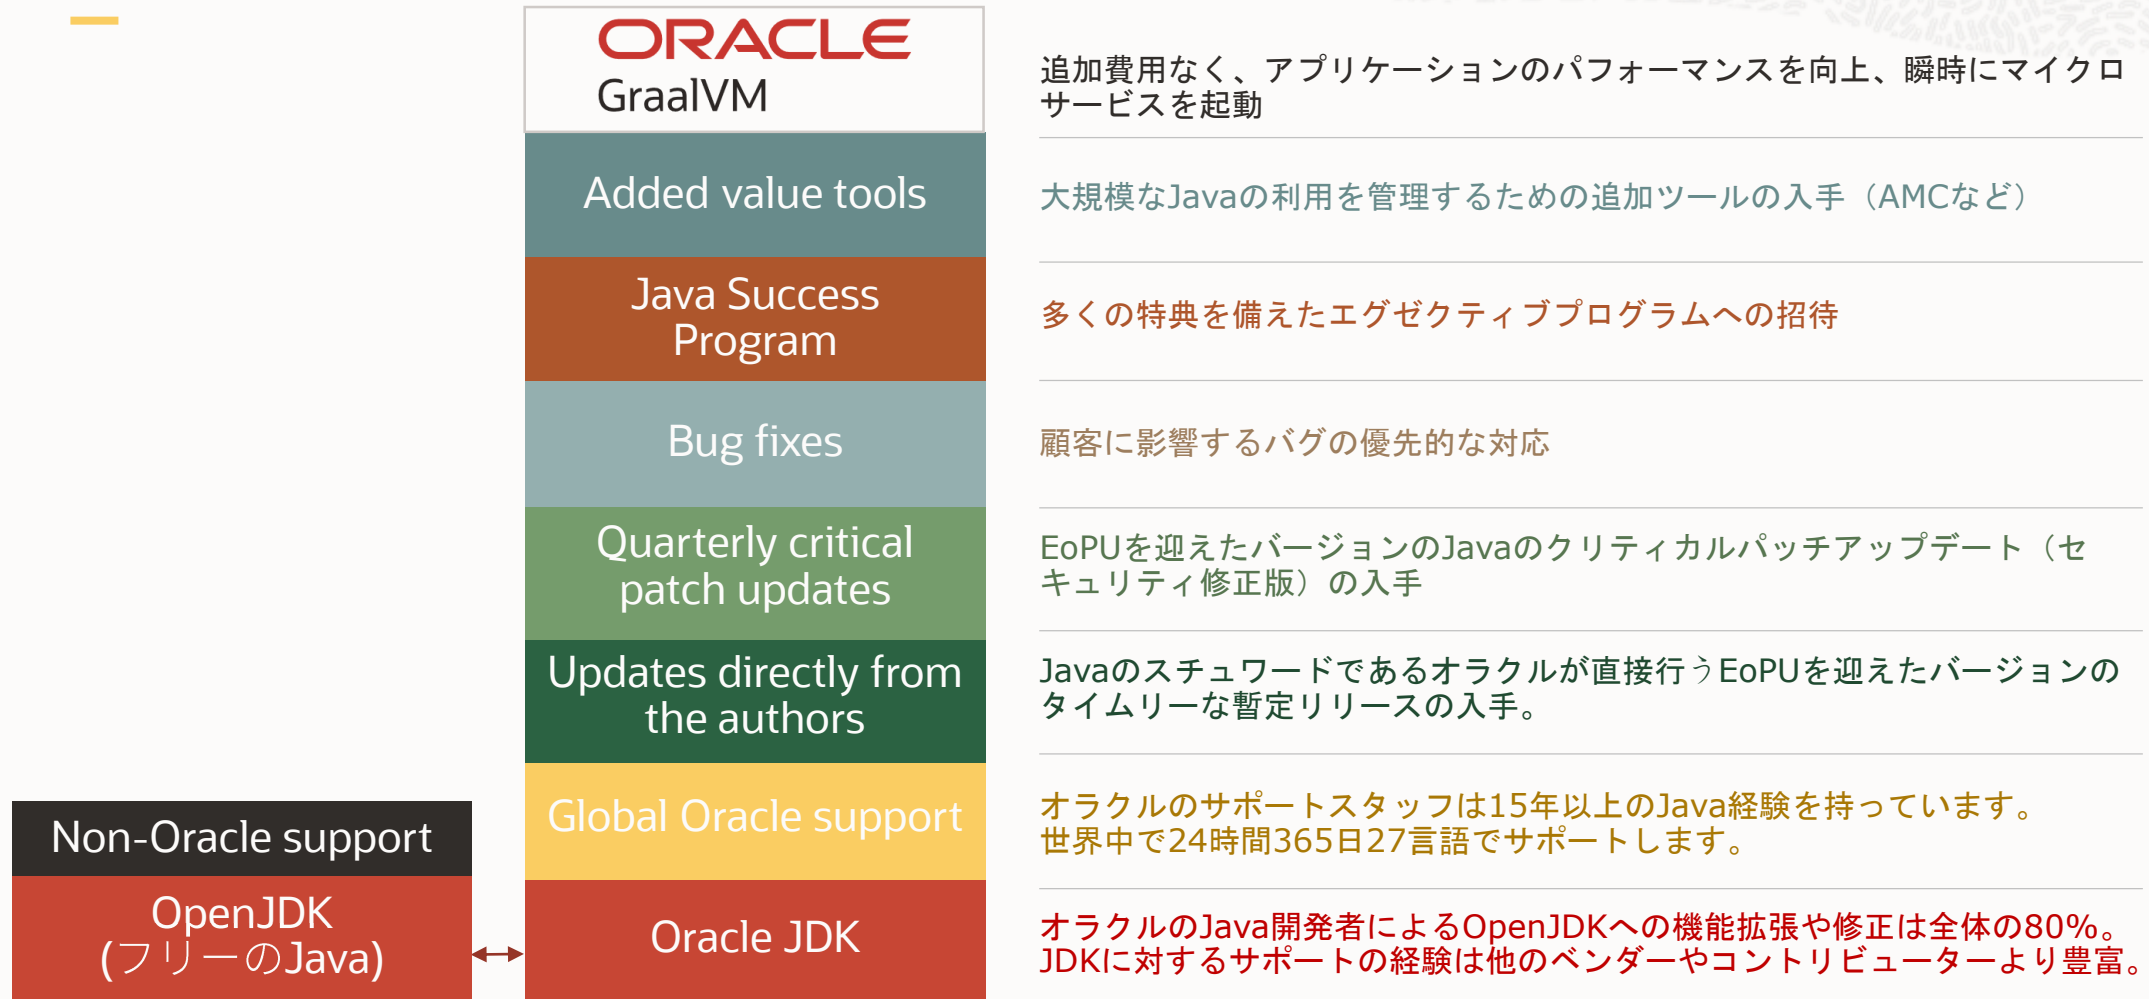 ORACLE
GraalVM
追加費用なく、アプリケーションのパフォーマンスを向上、瞬時にマイクロ
サービスを起動
Added value tools
大規模なJavaの利用を管理するための追加ツールの入手（AMCなど）
Java Success
Program
多くの特典を備えたエグゼクティブプログラムへの招待
Bug fixes
顧客に影響するバグの優先的な対応
Quarterly critical
patch updates
EoPUを迎えたバージョンのJavaのクリティカルパッチアップデート（セ
キュリティ修正版）の入手
Updates directly from
the authors
Javaのスチュワードであるオラクルが直接行うEoPUを迎えたバージョンの
タイムリーな暫定リリースの入手。
Global Oracle support
オラクルのサポートスタッフは15年以上のJava経験を持っています。
世界中で24時間365日27言語でサポートします。
Non-Oracle support
OpenJDK
(フリーのJava)
Oracle JDK
オラクルのJava開発者によるOpenJDKへの機能拡張や修正は全体の80%。
JDKに対するサポートの経験は他のベンダーやコントリビューターより豊富。